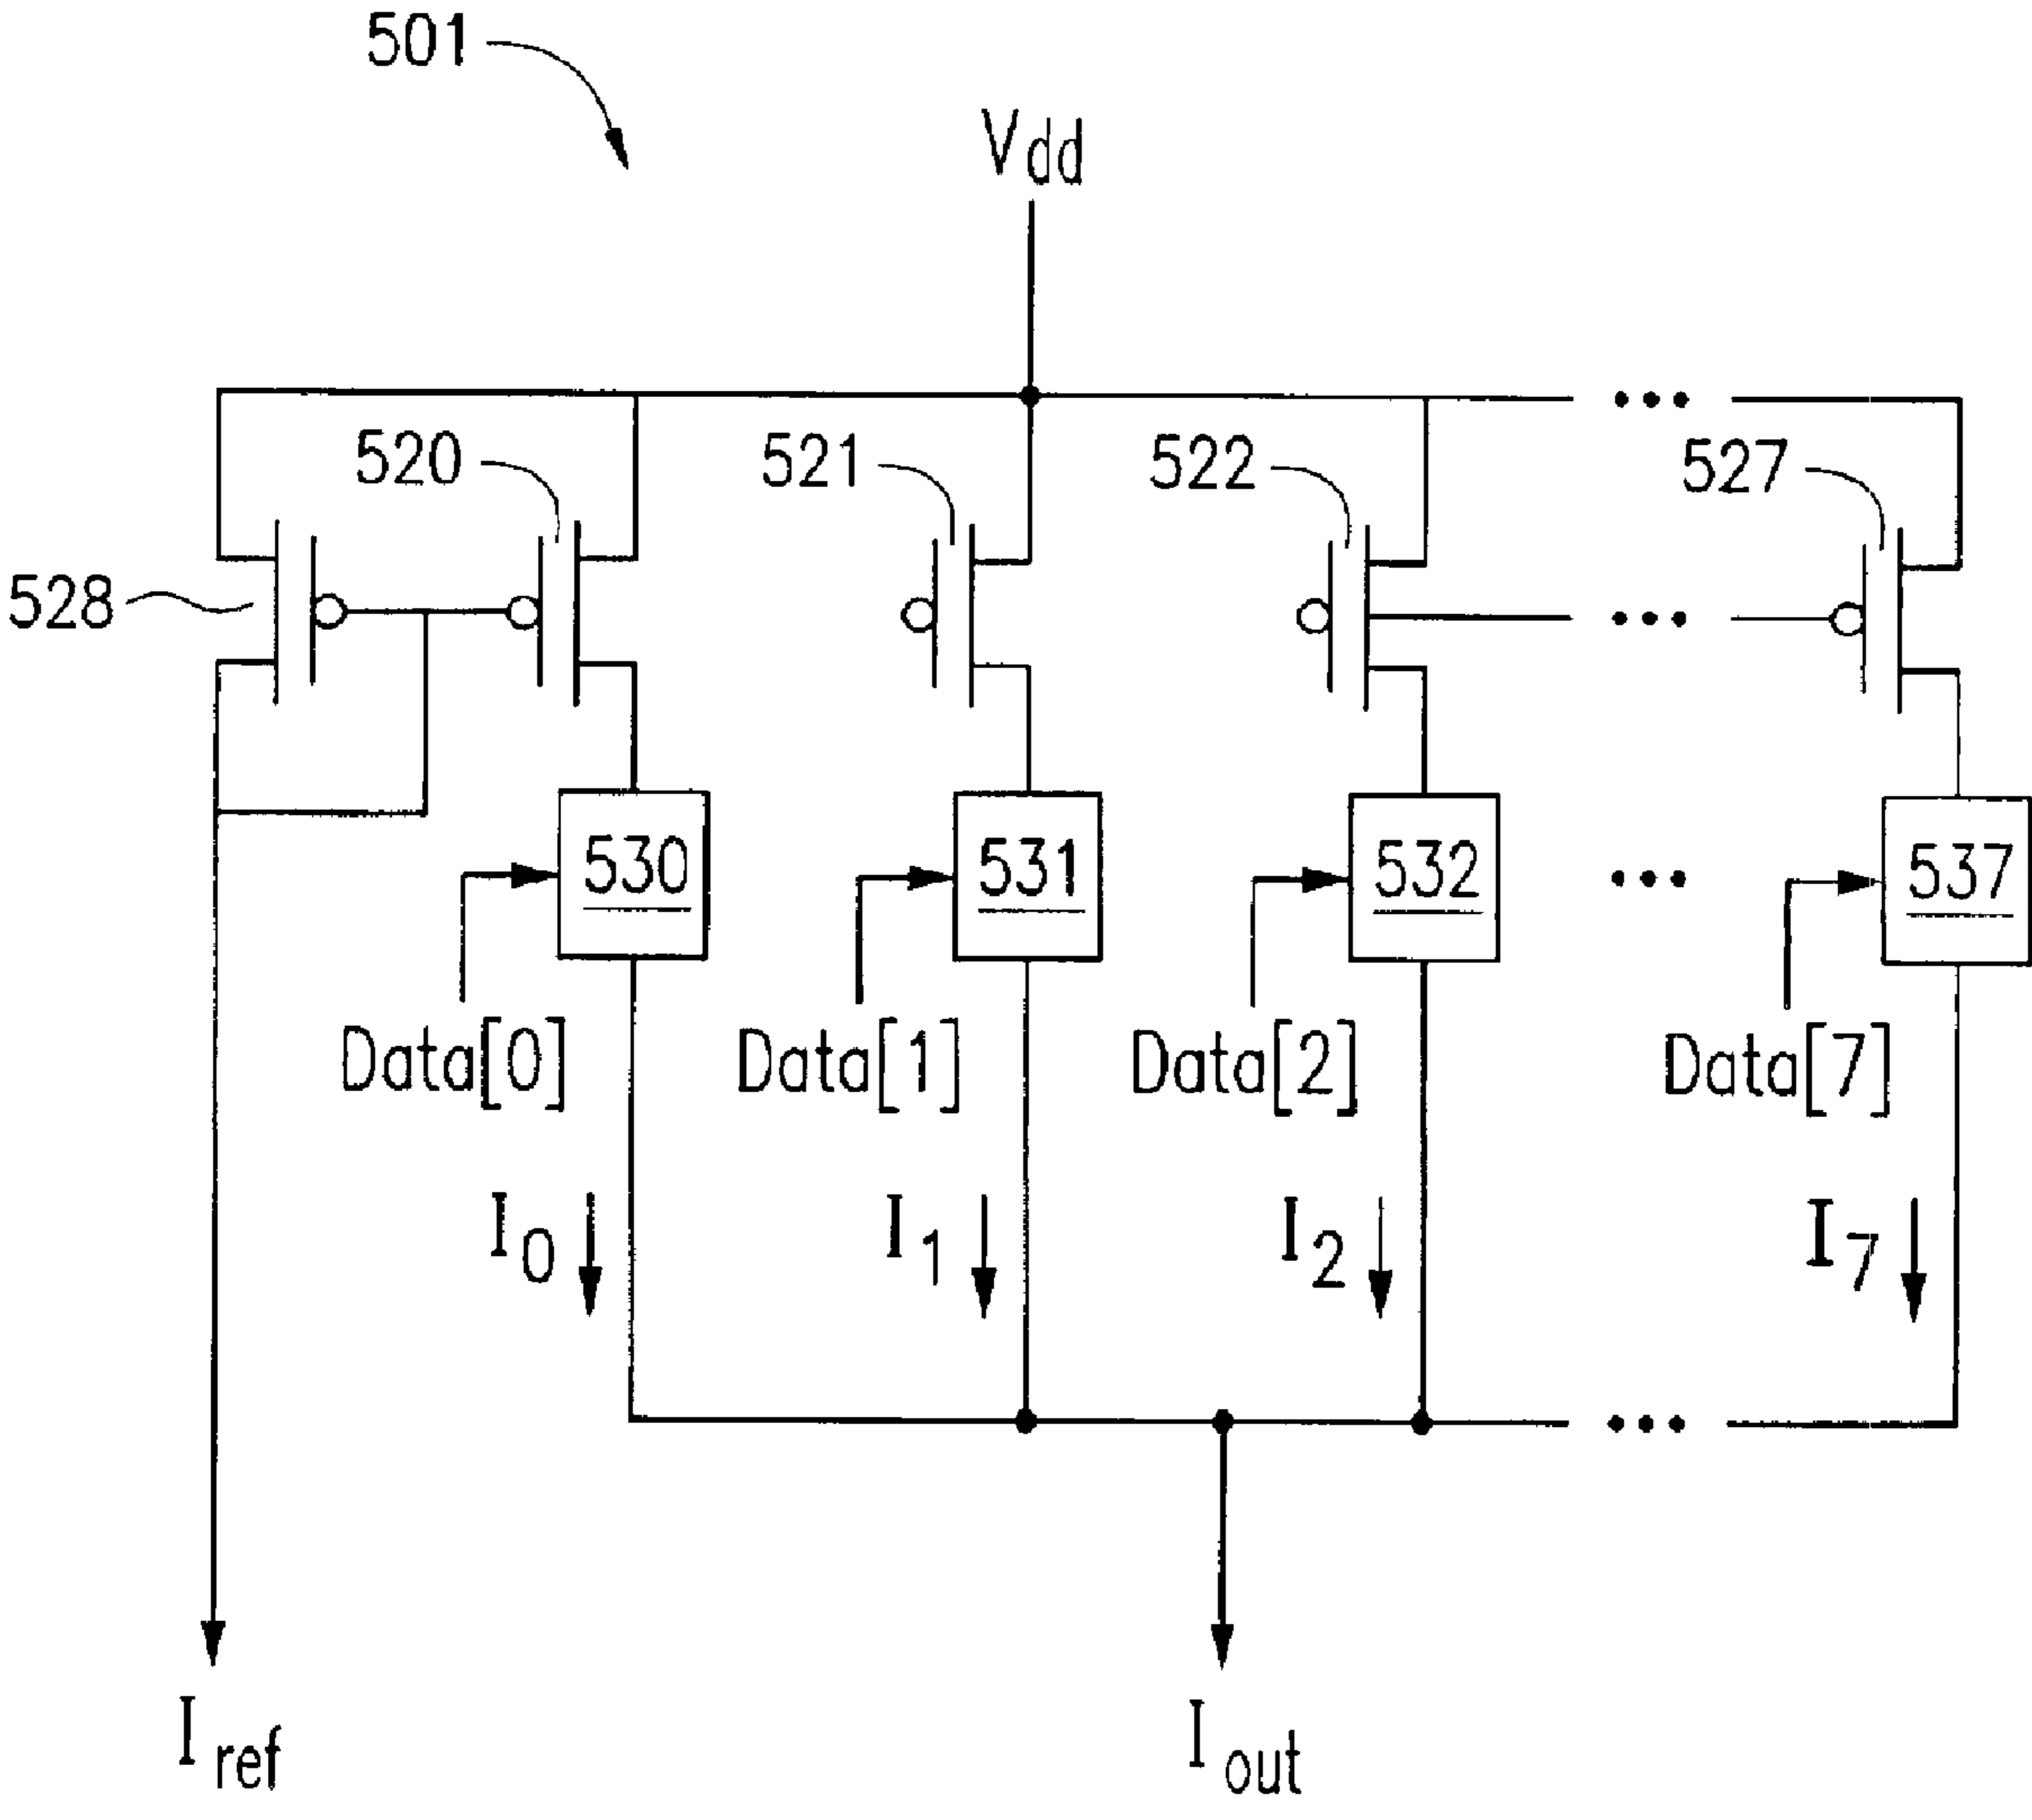 501
Vdd
520
521
522
527
528
530
531
532
537
Data[0]
Data[1]
Data[2]
Data[7]
I0
I1
I2
I7
Iref
Iout